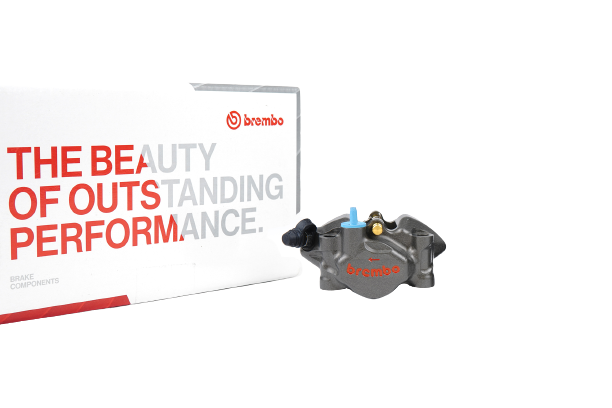 brembo
THE BEAUTY
OF OUTSTANDING
PERFORMANCE.
BRAKE
COMPONENTS
brembo